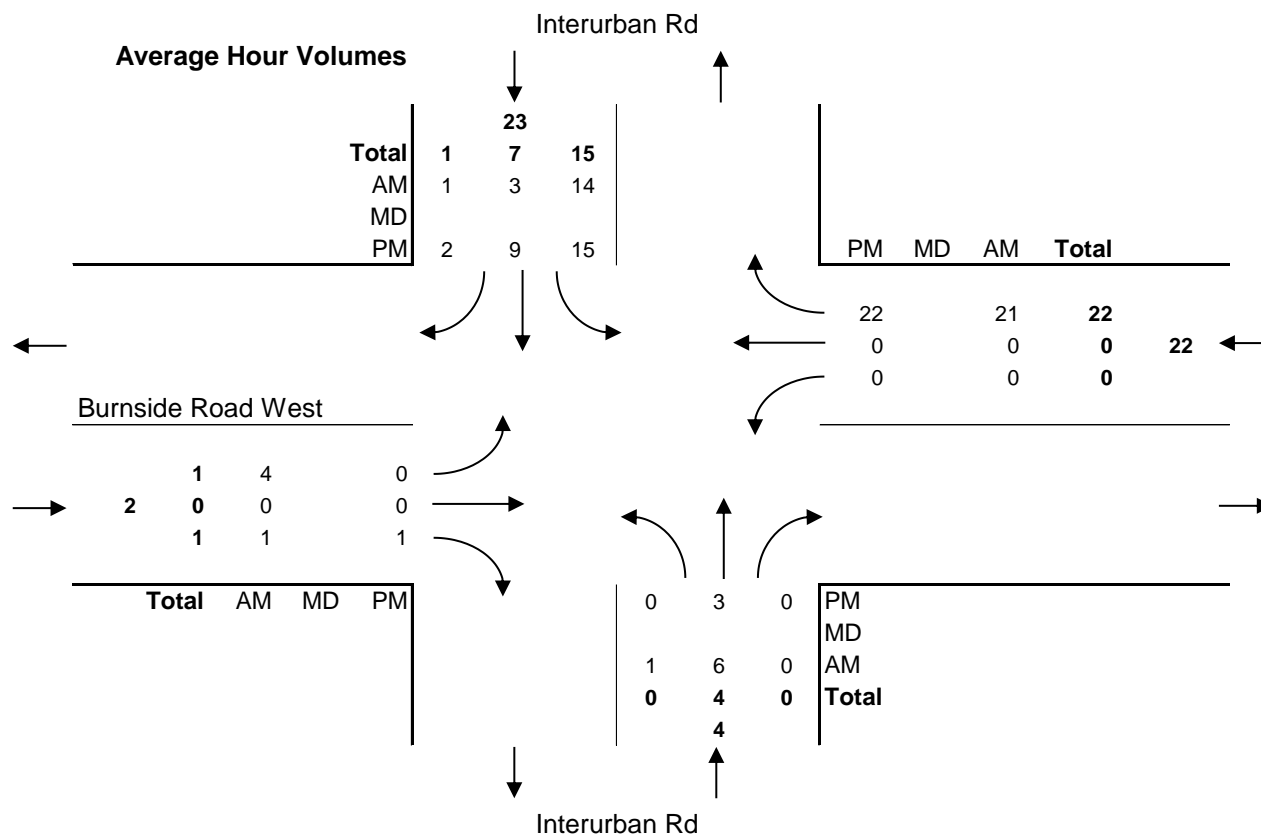 Interurban Rd
Average Hour Volumes
23
Total 1 7 15
AM 1 3 14
MD
PM 2 9 15
PM MD AM Total
22 21 22
0 0 0 22
0 0 0
Burnside Road West
1 4 0
2 0 0 0
1 1 1
Total AM MD PM
0 3 0 PM
MD
1 6 0 AM
0 4 0 Total
4
Interurban Rd